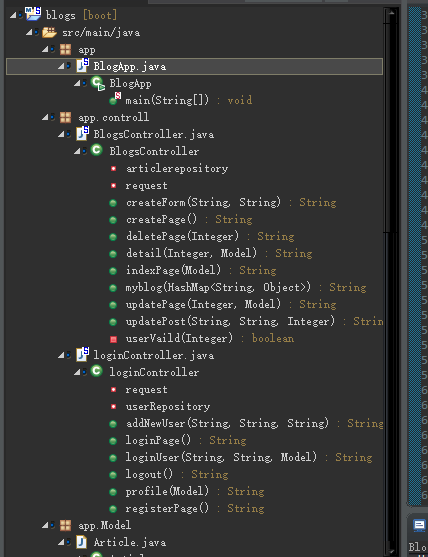 blogs [boot]
src/main/java
app
BlogApp.java
BlogApp
main(String[]) : void
app.controll
BlogsController.java
BlogsController
articlerepository
request
createForm(String, String) : String
createPage() : String
deletePage(Integer) : String
detail(Integer, Model) : String
indexPage(Model) : String
myblog(HashMap<String, Object>) : String
updatePage(Integer, Model) : String
updatePost(String, String, Integer) : String
userVaild(Integer) : boolean
loginController.java
loginController
request
userRepository
addNewUser(String, String, String) : String
loginPage() : String
loginUser(String, String, Model) : String
logout() : String
profile(Model) : String
registerPage() : String
app.Model
Article.java